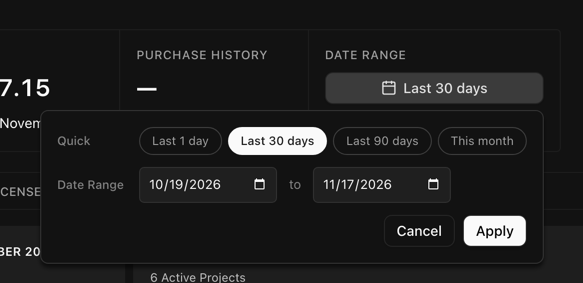 PURCHASE HISTORY
DATE RANGE
7.15
—
Last 30 days
Novem
Quick
Last 1 day
Last 30 days
Last 90 days
This month
Date Range
10/19/2026
to
11/17/2026
CENSE
Cancel
Apply
BER 20
6 Active Projects